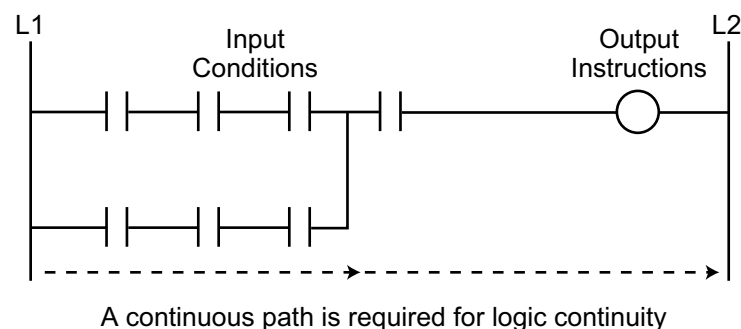 L1
Input
Conditions
Output
Instructions
L2
A continuous path is required for logic continuity